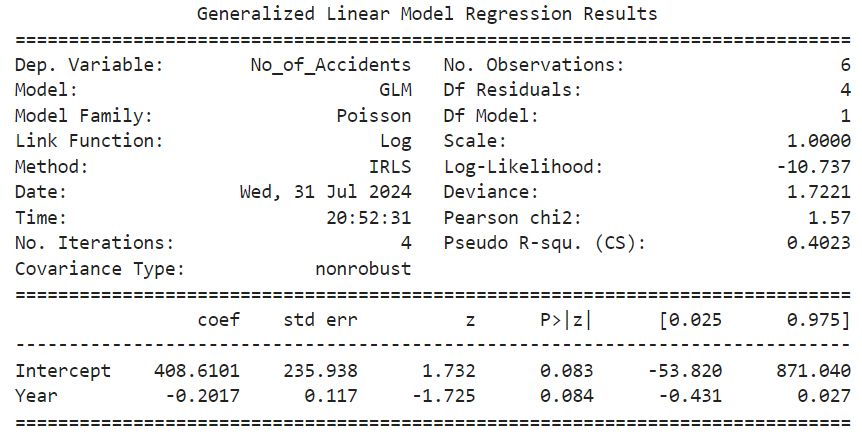 Generalized Linear Model Regression Results
==============================================================================
Dep. Variable:        No_of_Accidents   No. Observations:                    6
Model:                            GLM   Df Residuals:                        4
Model Family:                 Poisson   Df Model:                            1
Link Function:                    Log   Scale:                          1.0000
Method:                          IRLS   Log-Likelihood:                -10.737
Date:                Wed, 31 Jul 2024   Deviance:                       1.7221
Time:                        20:52:31   Pearson chi2:                     1.57
No. Iterations:                     4   Pseudo R-squ. (CS):             0.4023
Covariance Type:            nonrobust
==============================================================================
                 coef    std err          z      P>|z|      [0.025      0.975]
------------------------------------------------------------------------------
Intercept    408.6101    235.938      1.732      0.083     -53.820     871.040
Year          -0.2017      0.117     -1.725      0.084      -0.431       0.027
==============================================================================